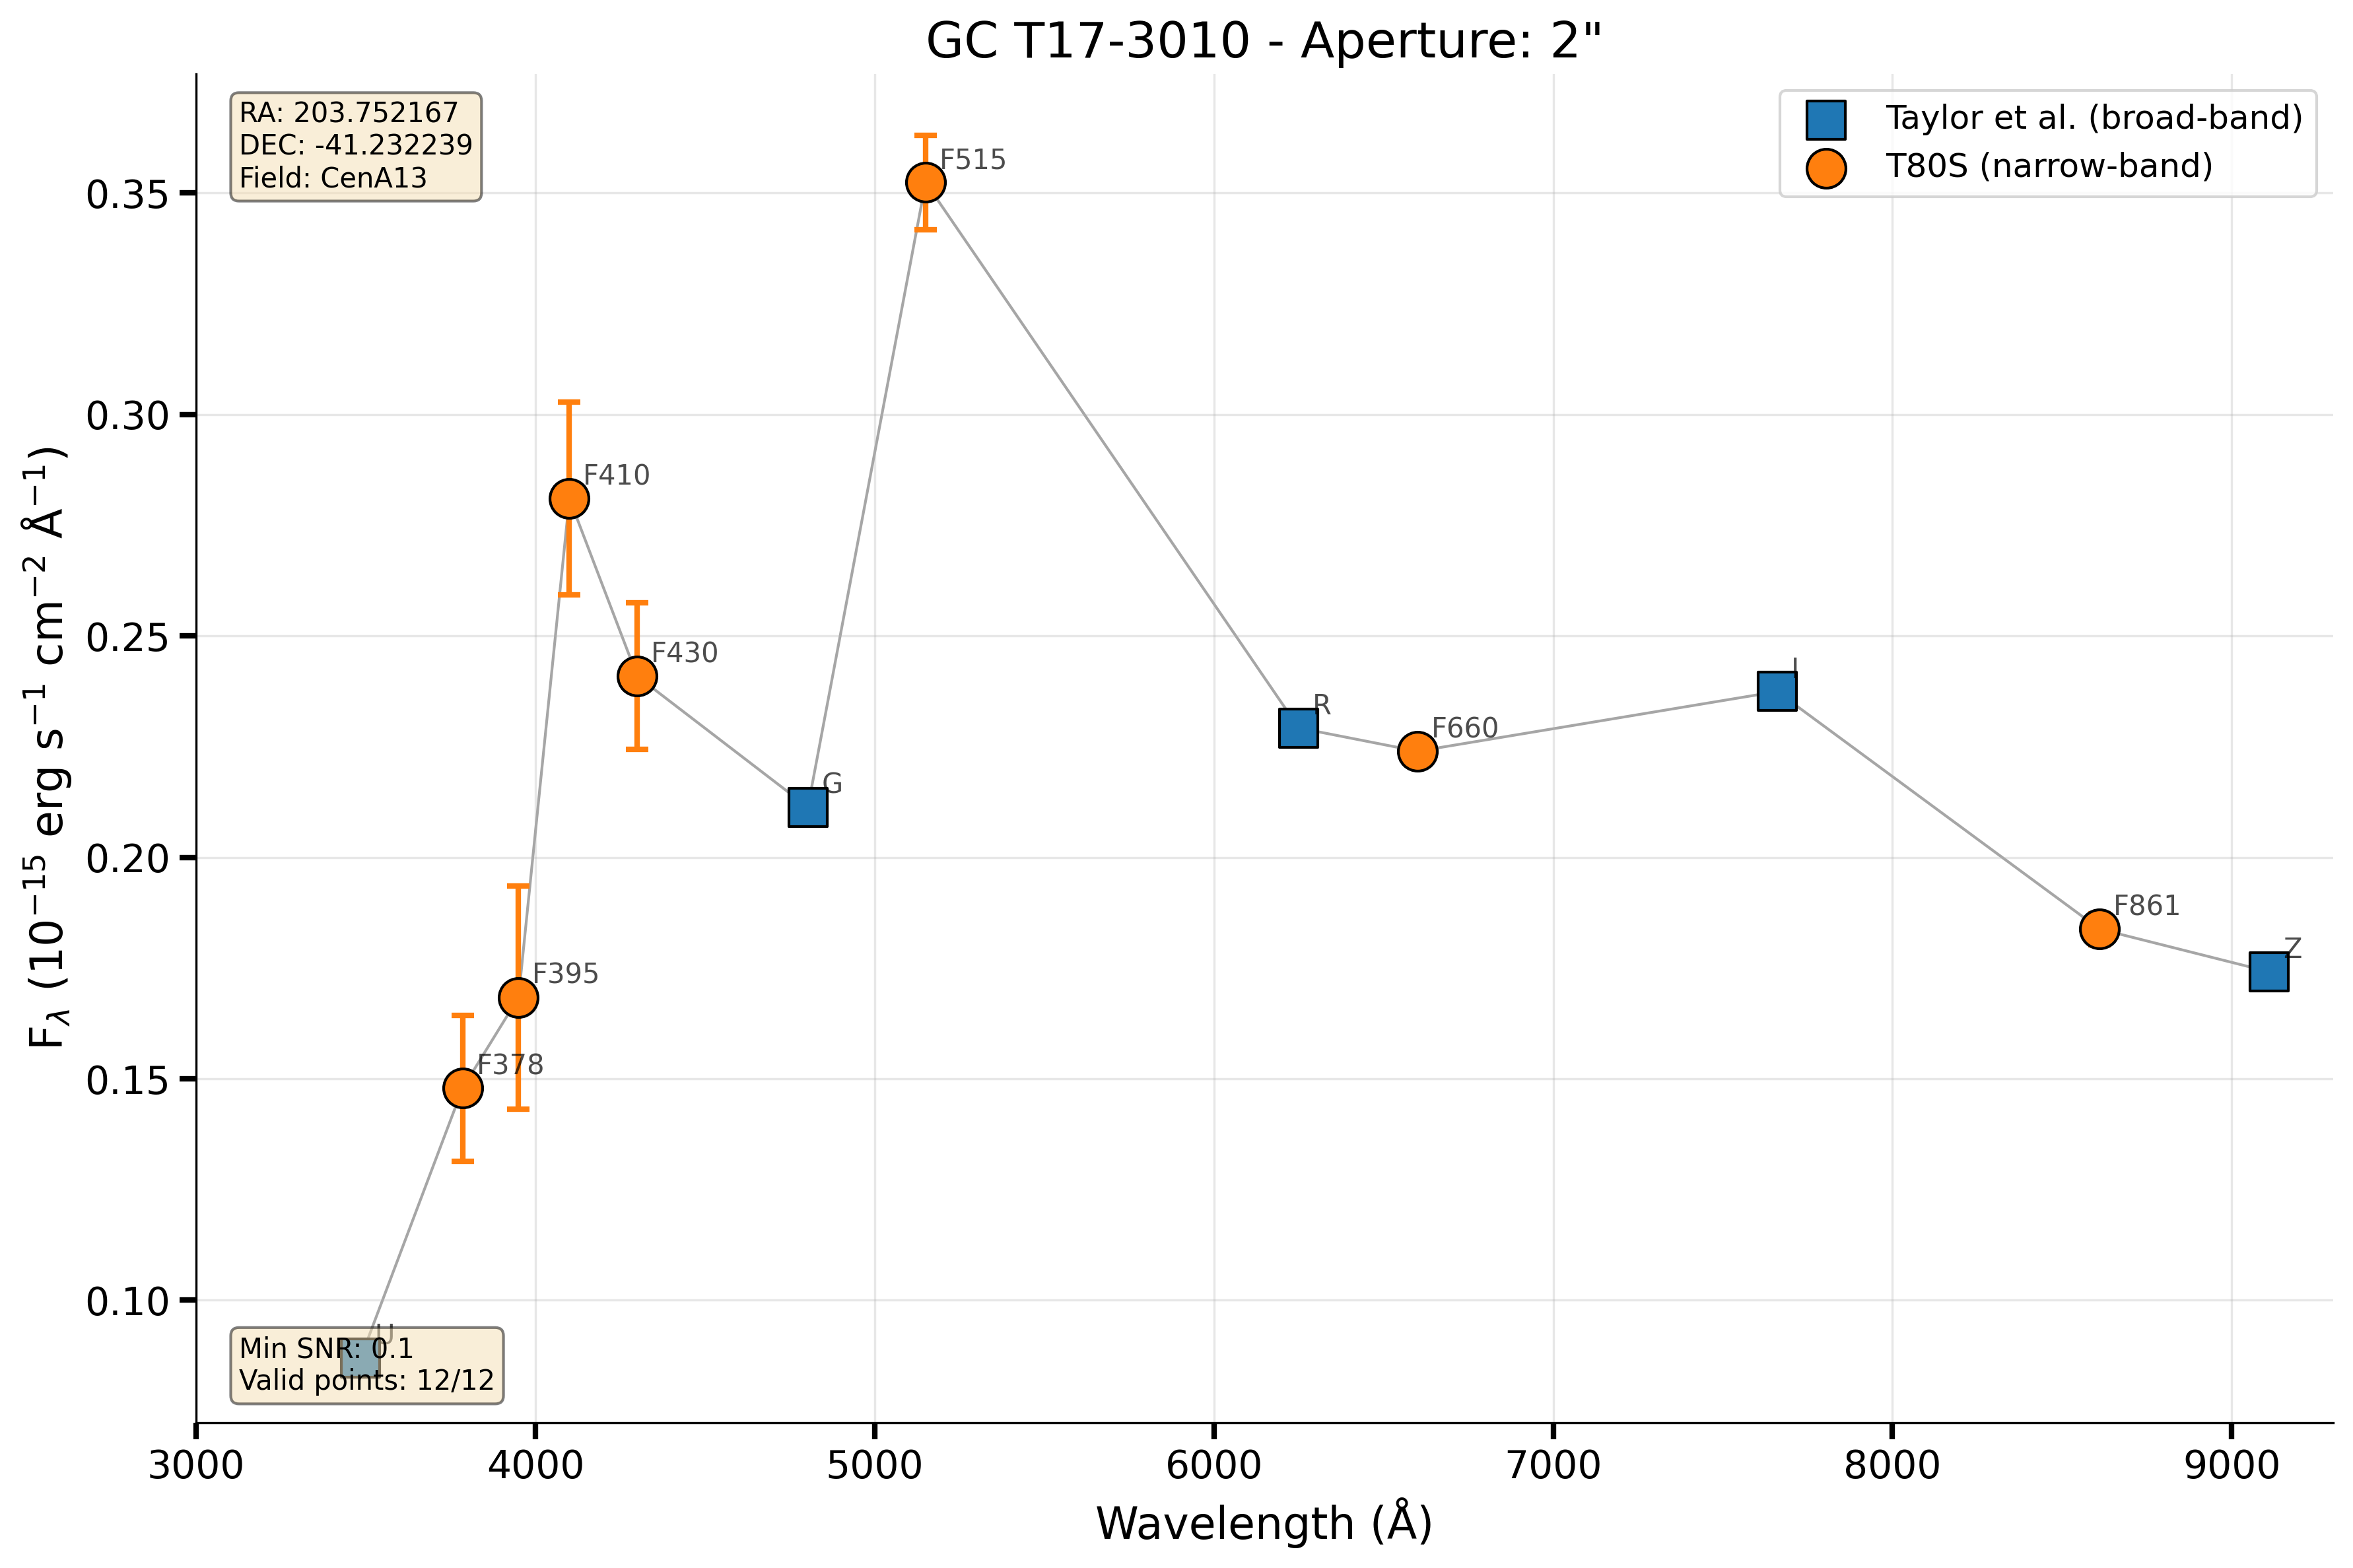 GC T17-3010 - Aperture: 2"
RA: 203.752167
DEC: -41.232239
Field: CenA13
Taylor et al. (broad-band)
T80S (narrow-band)
F515
F410
F430
G
R
F660
I
F395
F378
F861
Z
U
Min SNR: 0.1
Valid points: 12/12
0.35
0.30
0.25
0.20
0.15
0.10
F_λ (10⁻¹⁵ erg s⁻¹ cm⁻² Å⁻¹)
3000 4000 5000 6000 7000 8000 9000
Wavelength (Å)